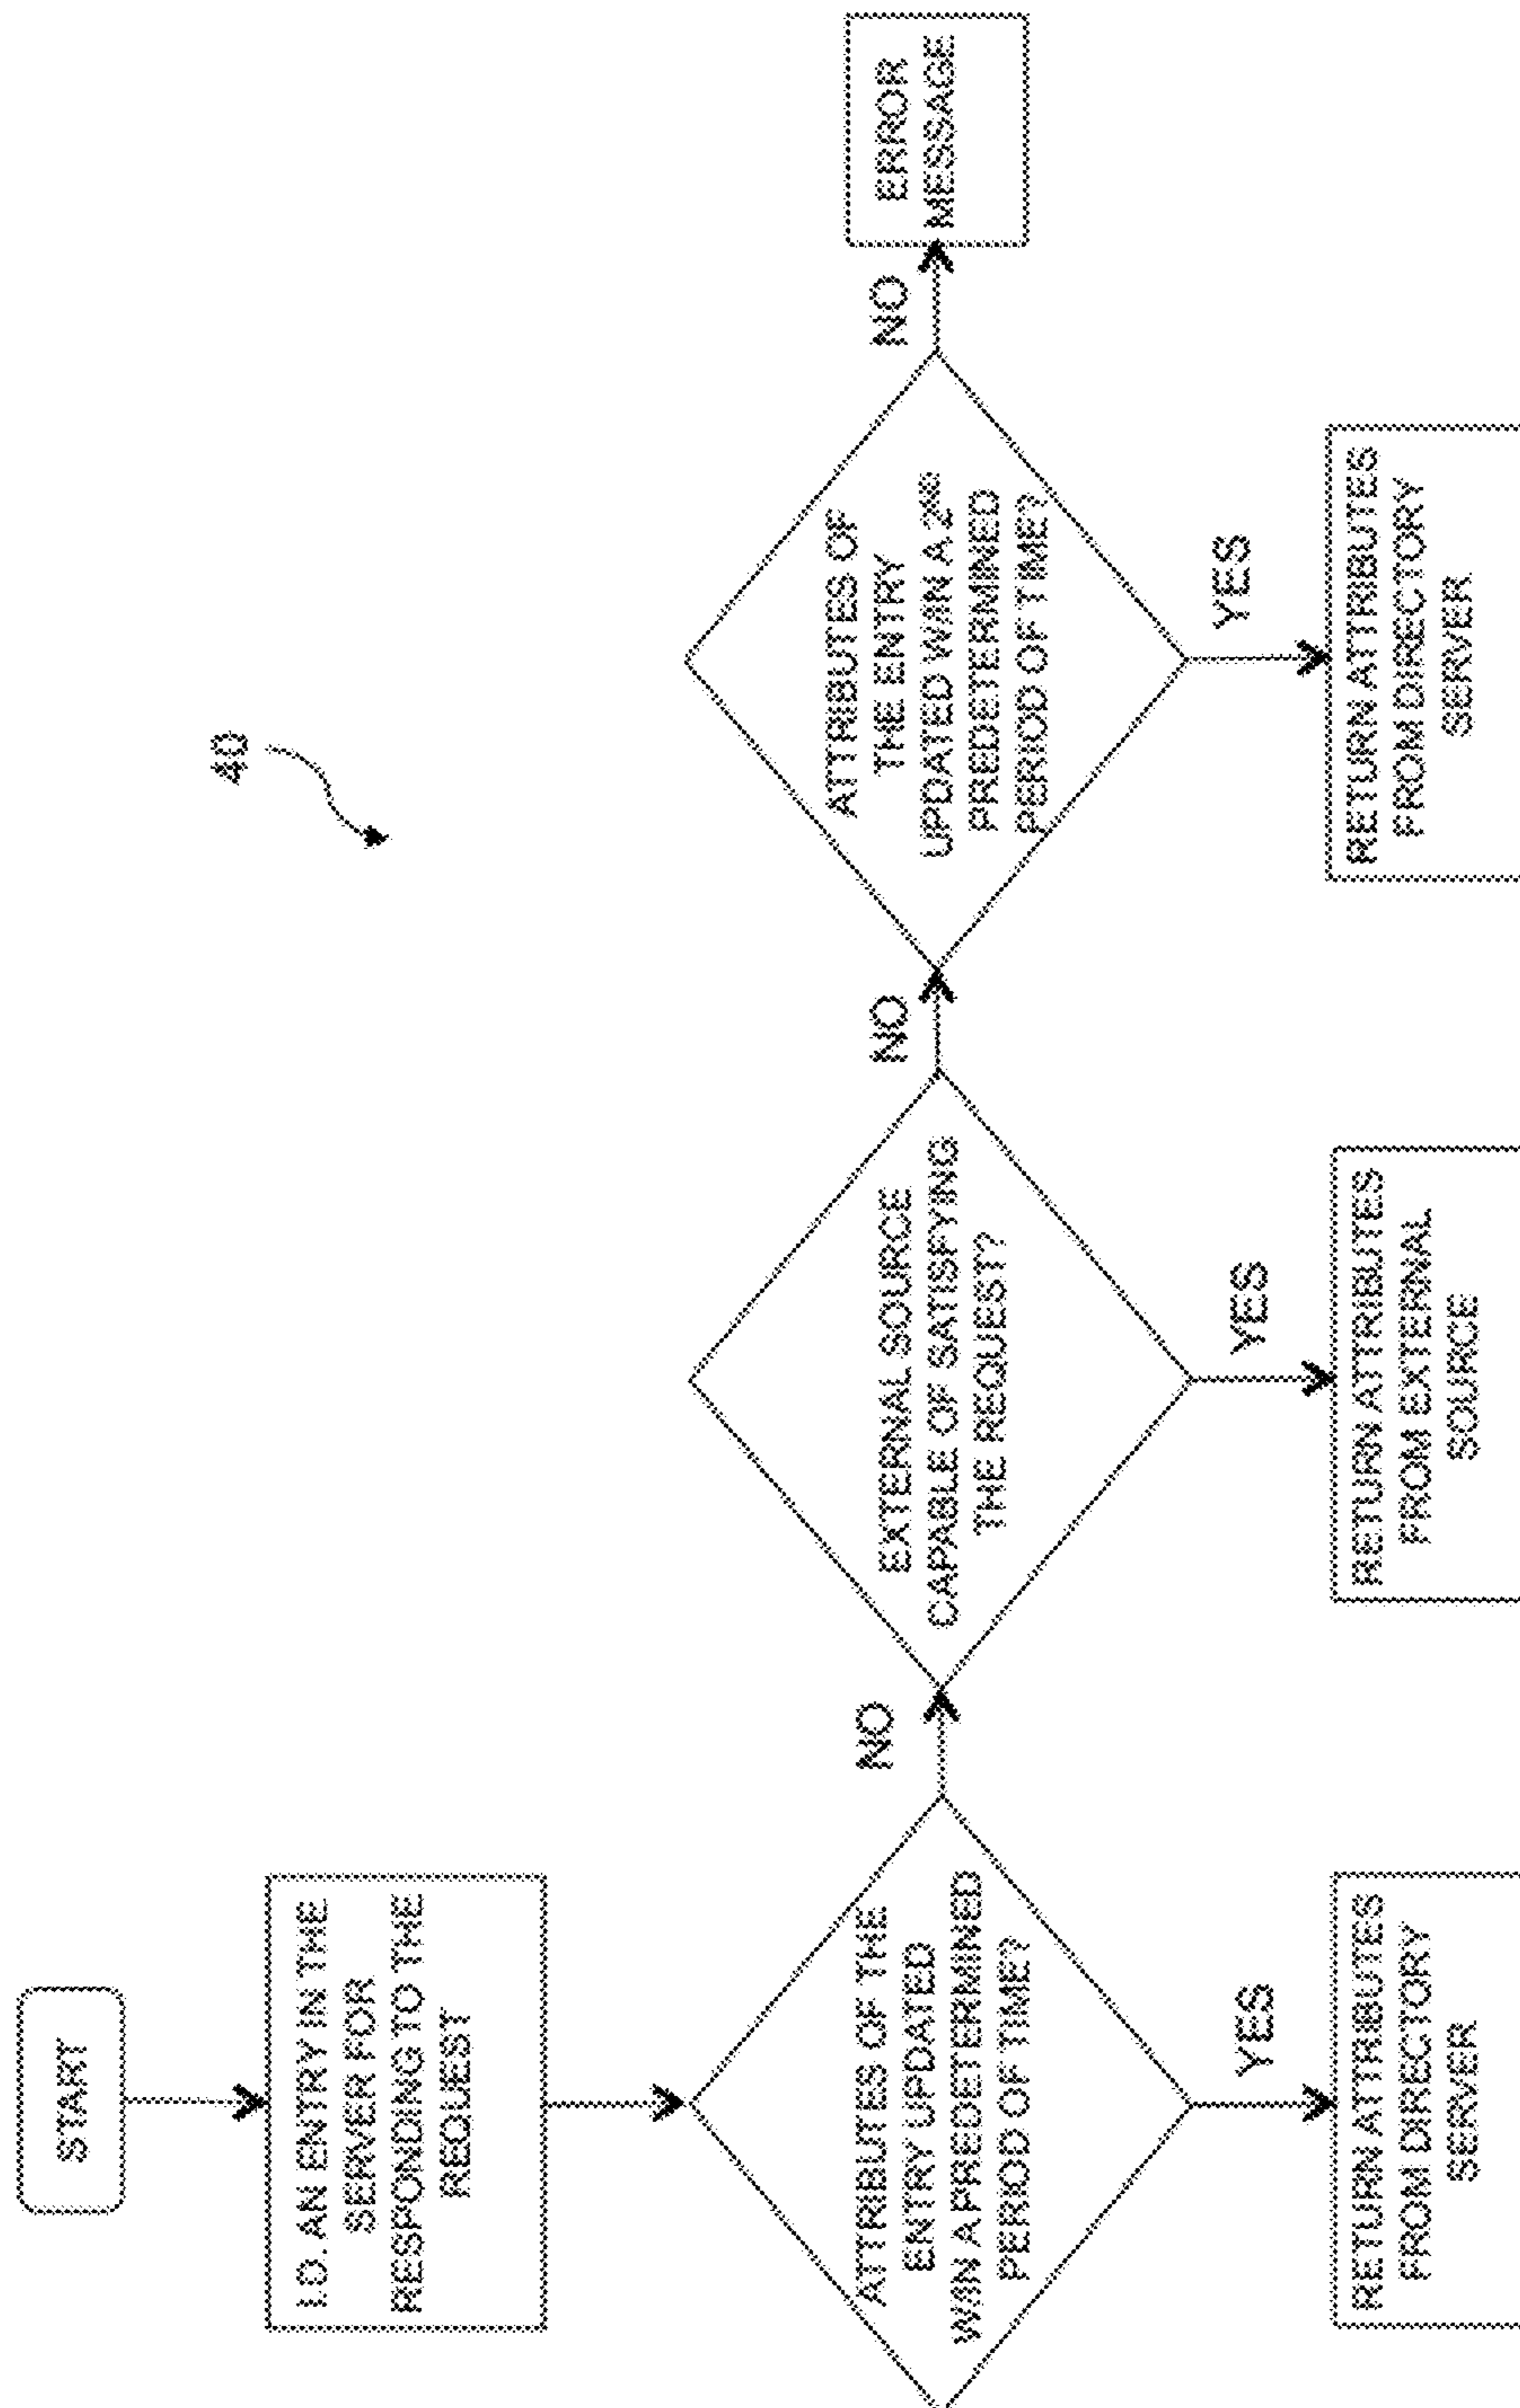 40
START
I.D. AN ENTRY IN THE
SERVER FOR
RESPONDING TO THE
REQUEST
ATTRIBUTES OF THE
ENTRY UPDATED
W/IN A PREDETERMINED
PERIOD OF TIME?
NO
YES
RETURN ATTRIBUTES
FROM DIRECTORY
SERVER
EXTERNAL SOURCE
CAPABLE OF SATISFYING
THE REQUEST?
NO
YES
RETURN ATTRIBUTES
FROM EXTERNAL
SOURCE
ATTRIBUTES OF
THE ENTRY
UPDATED W/IN A 2ND
PREDETERMINED
PERIOD OF TIME?
NO
YES
RETURN ATTRIBUTES
FROM DIRECTORY
SERVER
ERROR
MESSAGE